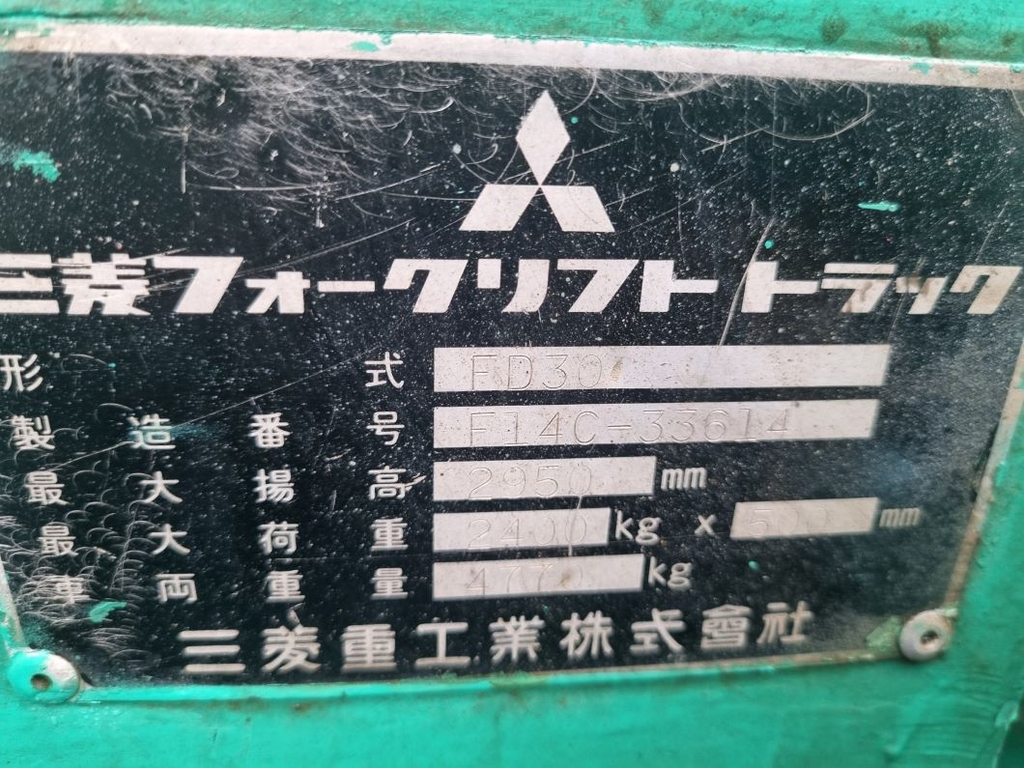 三菱フォークリフトトラック
形式 FD30
製造番号 F14C-33614
最大揚高 2950 mm
最大荷重 2400 kg x 500 mm
車両重量 kg
三菱重工業株式會社